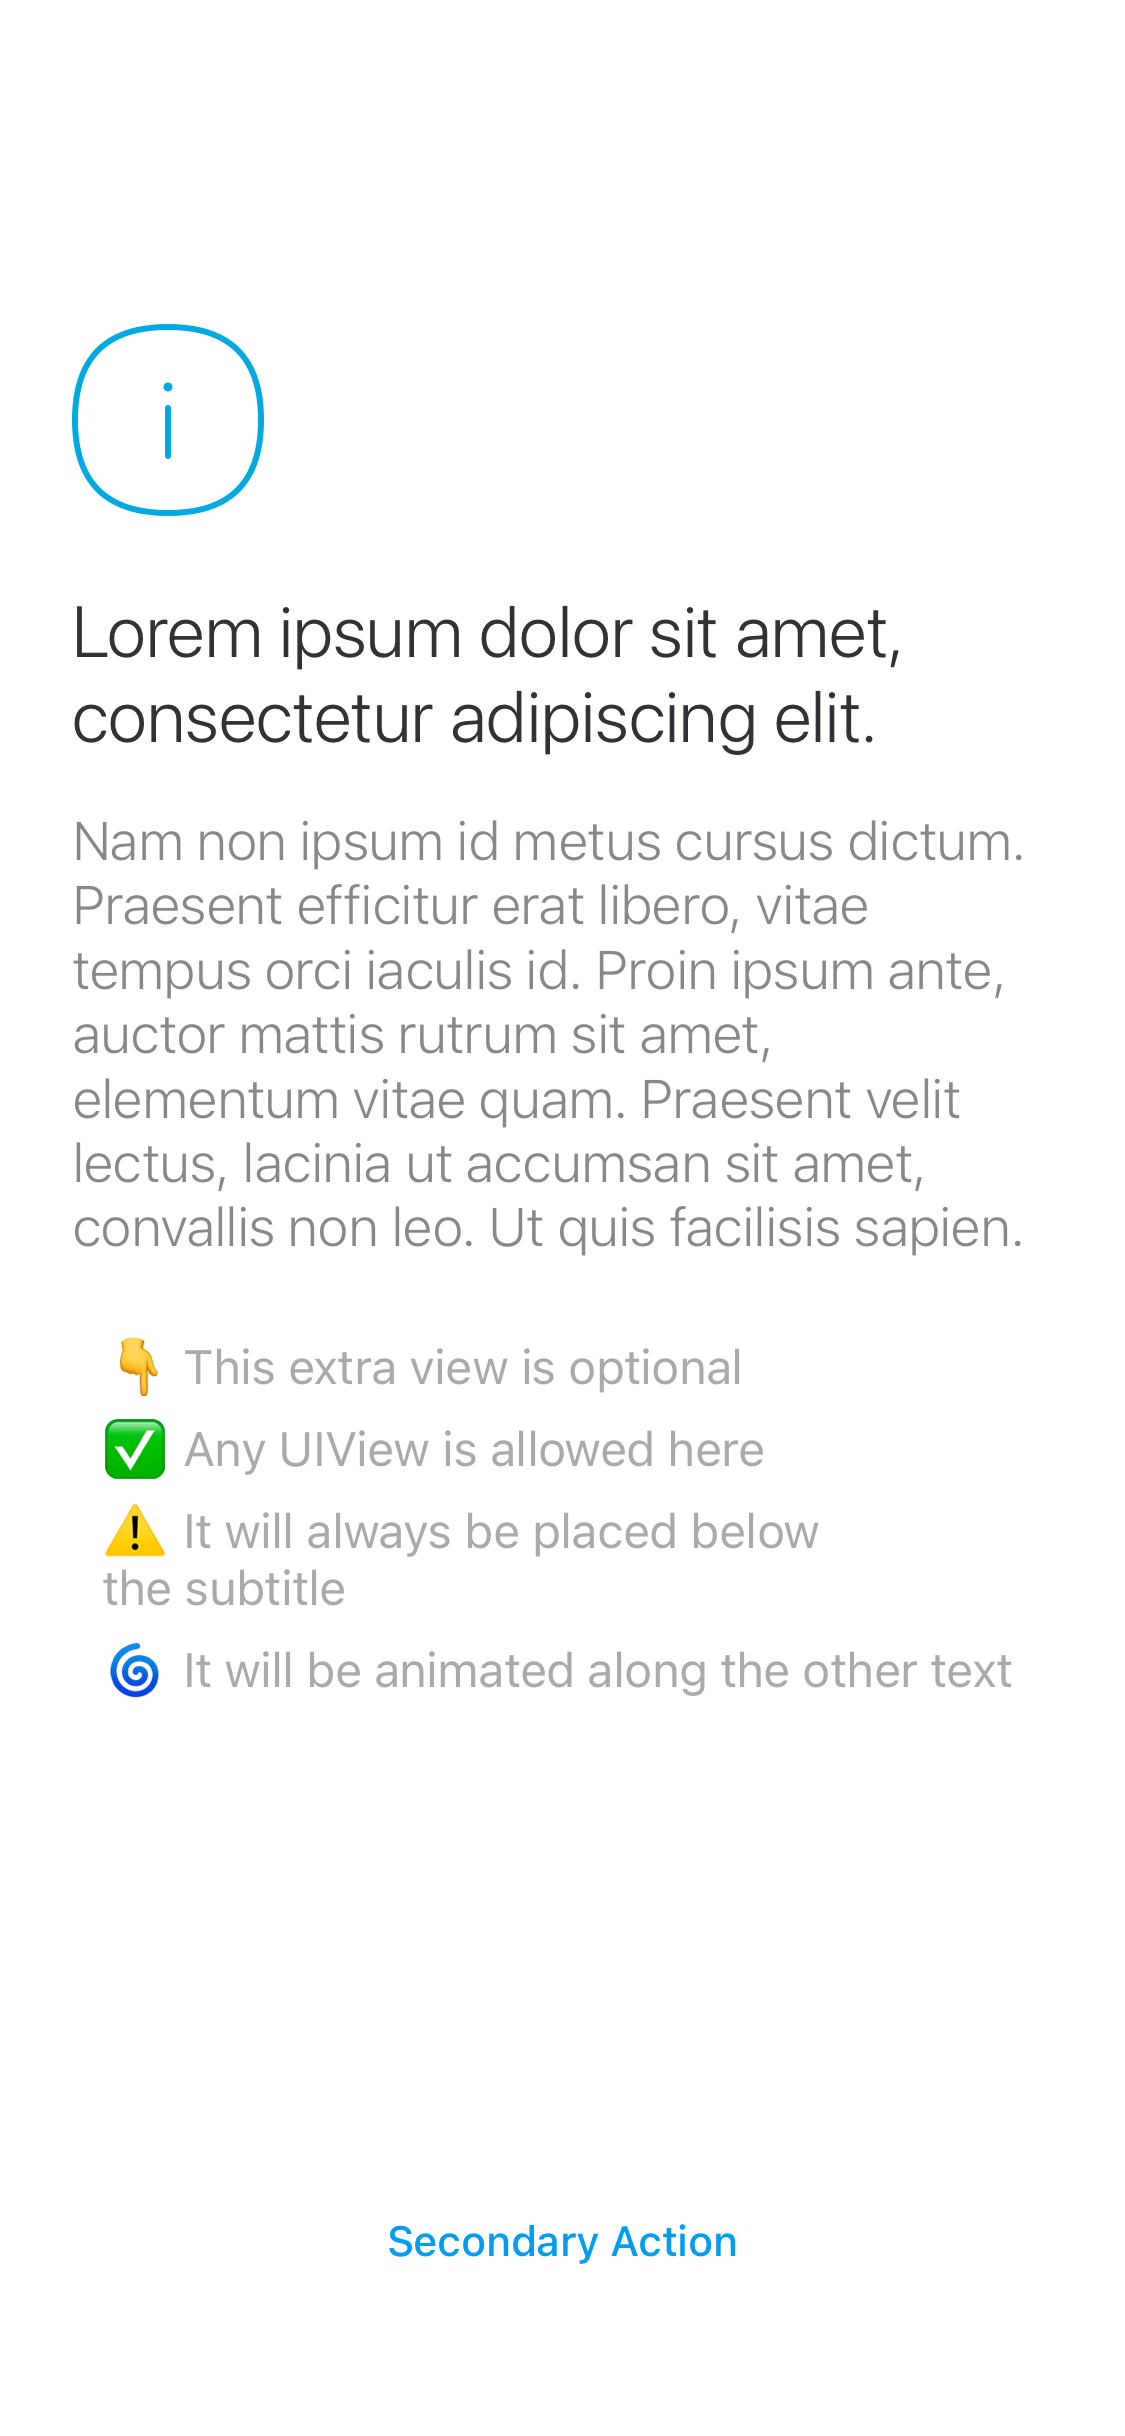 Lorem ipsum dolor sit amet,
consectetur adipiscing elit.
Nam non ipsum id metus cursus dictum.
Praesent efficitur erat libero, vitae
tempus orci iaculis id. Proin ipsum ante,
auctor mattis rutrum sit amet,
elementum vitae quam. Praesent velit
lectus, lacinia ut accumsan sit amet,
convallis non leo. Ut quis facilisis sapien.
👇 This extra view is optional
✅ Any UIView is allowed here
⚠️ It will always be placed below
the subtitle
🌀 It will be animated along the other text
Secondary Action